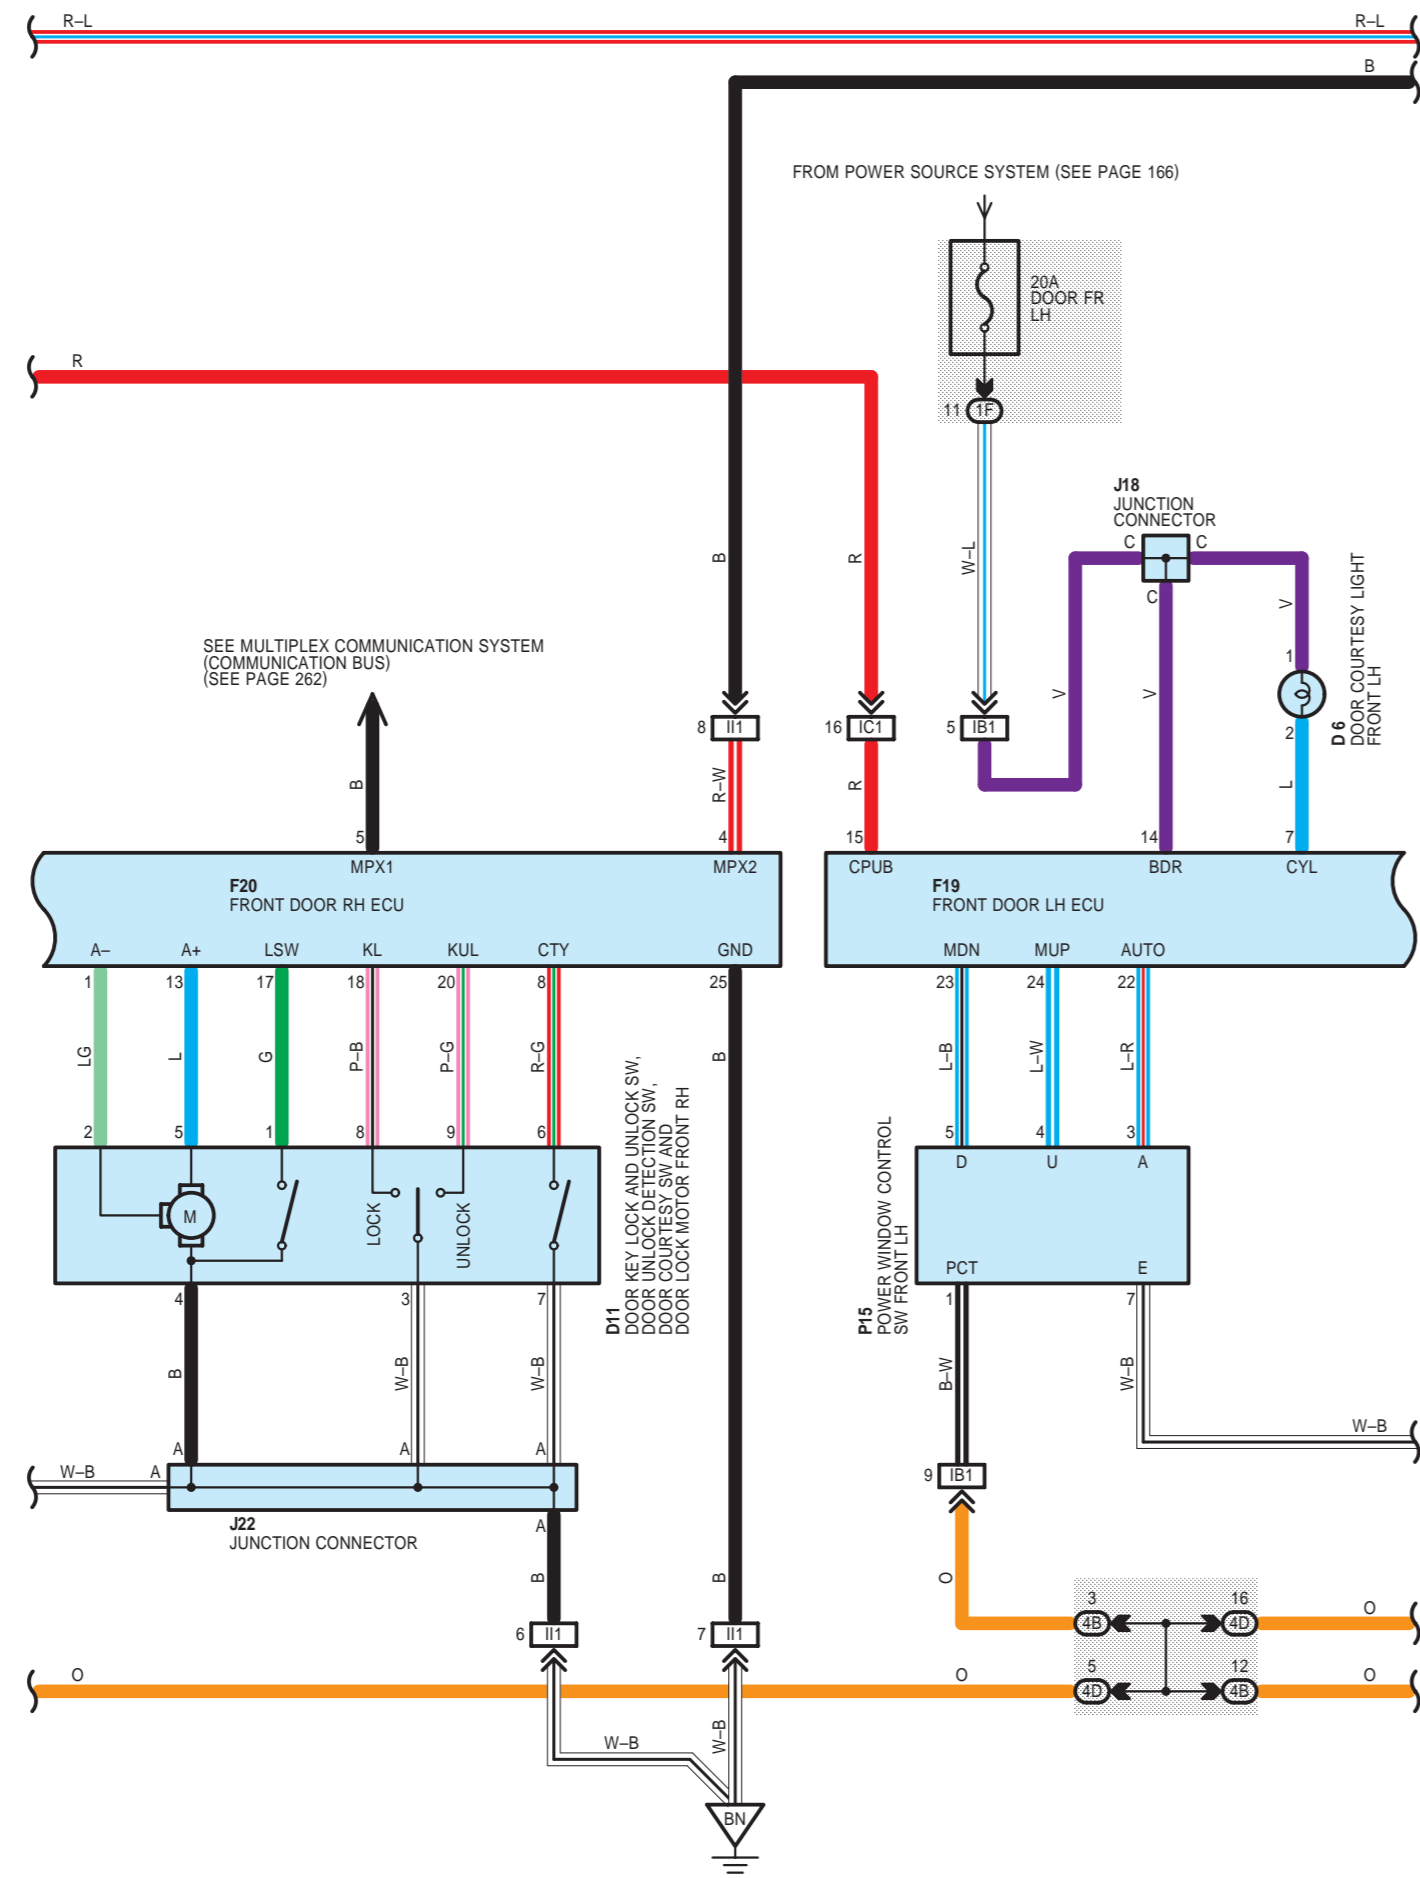 R–L
R–L
B
FROM POWER SOURCE SYSTEM (SEE PAGE 166)
20A
DOOR FR
LH
R
11
1F
J18
JUNCTION
CONNECTOR
C
C
C
B
R
W–L
V
V
V
1
2
D 6
DOOR COURTESY LIGHT
FRONT LH
SEE MULTIPLEX COMMUNICATION SYSTEM
(COMMUNICATION BUS)
(SEE PAGE 262)
8
II1
16
IC1
5
IB1
B
R–W
R
L
5
4
15
14
7
MPX1
MPX2
CPUB
BDR
CYL
F20
FRONT DOOR RH ECU
F19
FRONT DOOR LH ECU
A–
A+
LSW
KL
KUL
CTY
GND
MDN
MUP
AUTO
1
13
17
18
20
8
25
23
24
22
LG
L
G
P–B
P–G
R–G
B
L–B
L–W
L–R
2
5
1
8
9
6
5
4
3
D
U
A
M
LOCK
UNLOCK
D11
DOOR KEY LOCK AND UNLOCK SW,
DOOR UNLOCK DETECTION SW,
DOOR COURTESY SW AND
DOOR LOCK MOTOR FRONT RH
P15
POWER WINDOW CONTROL
SW FRONT LH
PCT
E
4
3
7
1
7
B
W–B
W–B
B–W
W–B
W–B
W–B
A
A
A
A
9
IB1
J22
JUNCTION CONNECTOR
A
B
B
O
6
II1
7
II1
3
4B
16
4D
O
O
O
5
4D
12
4B
O
W–B
W–B
BN